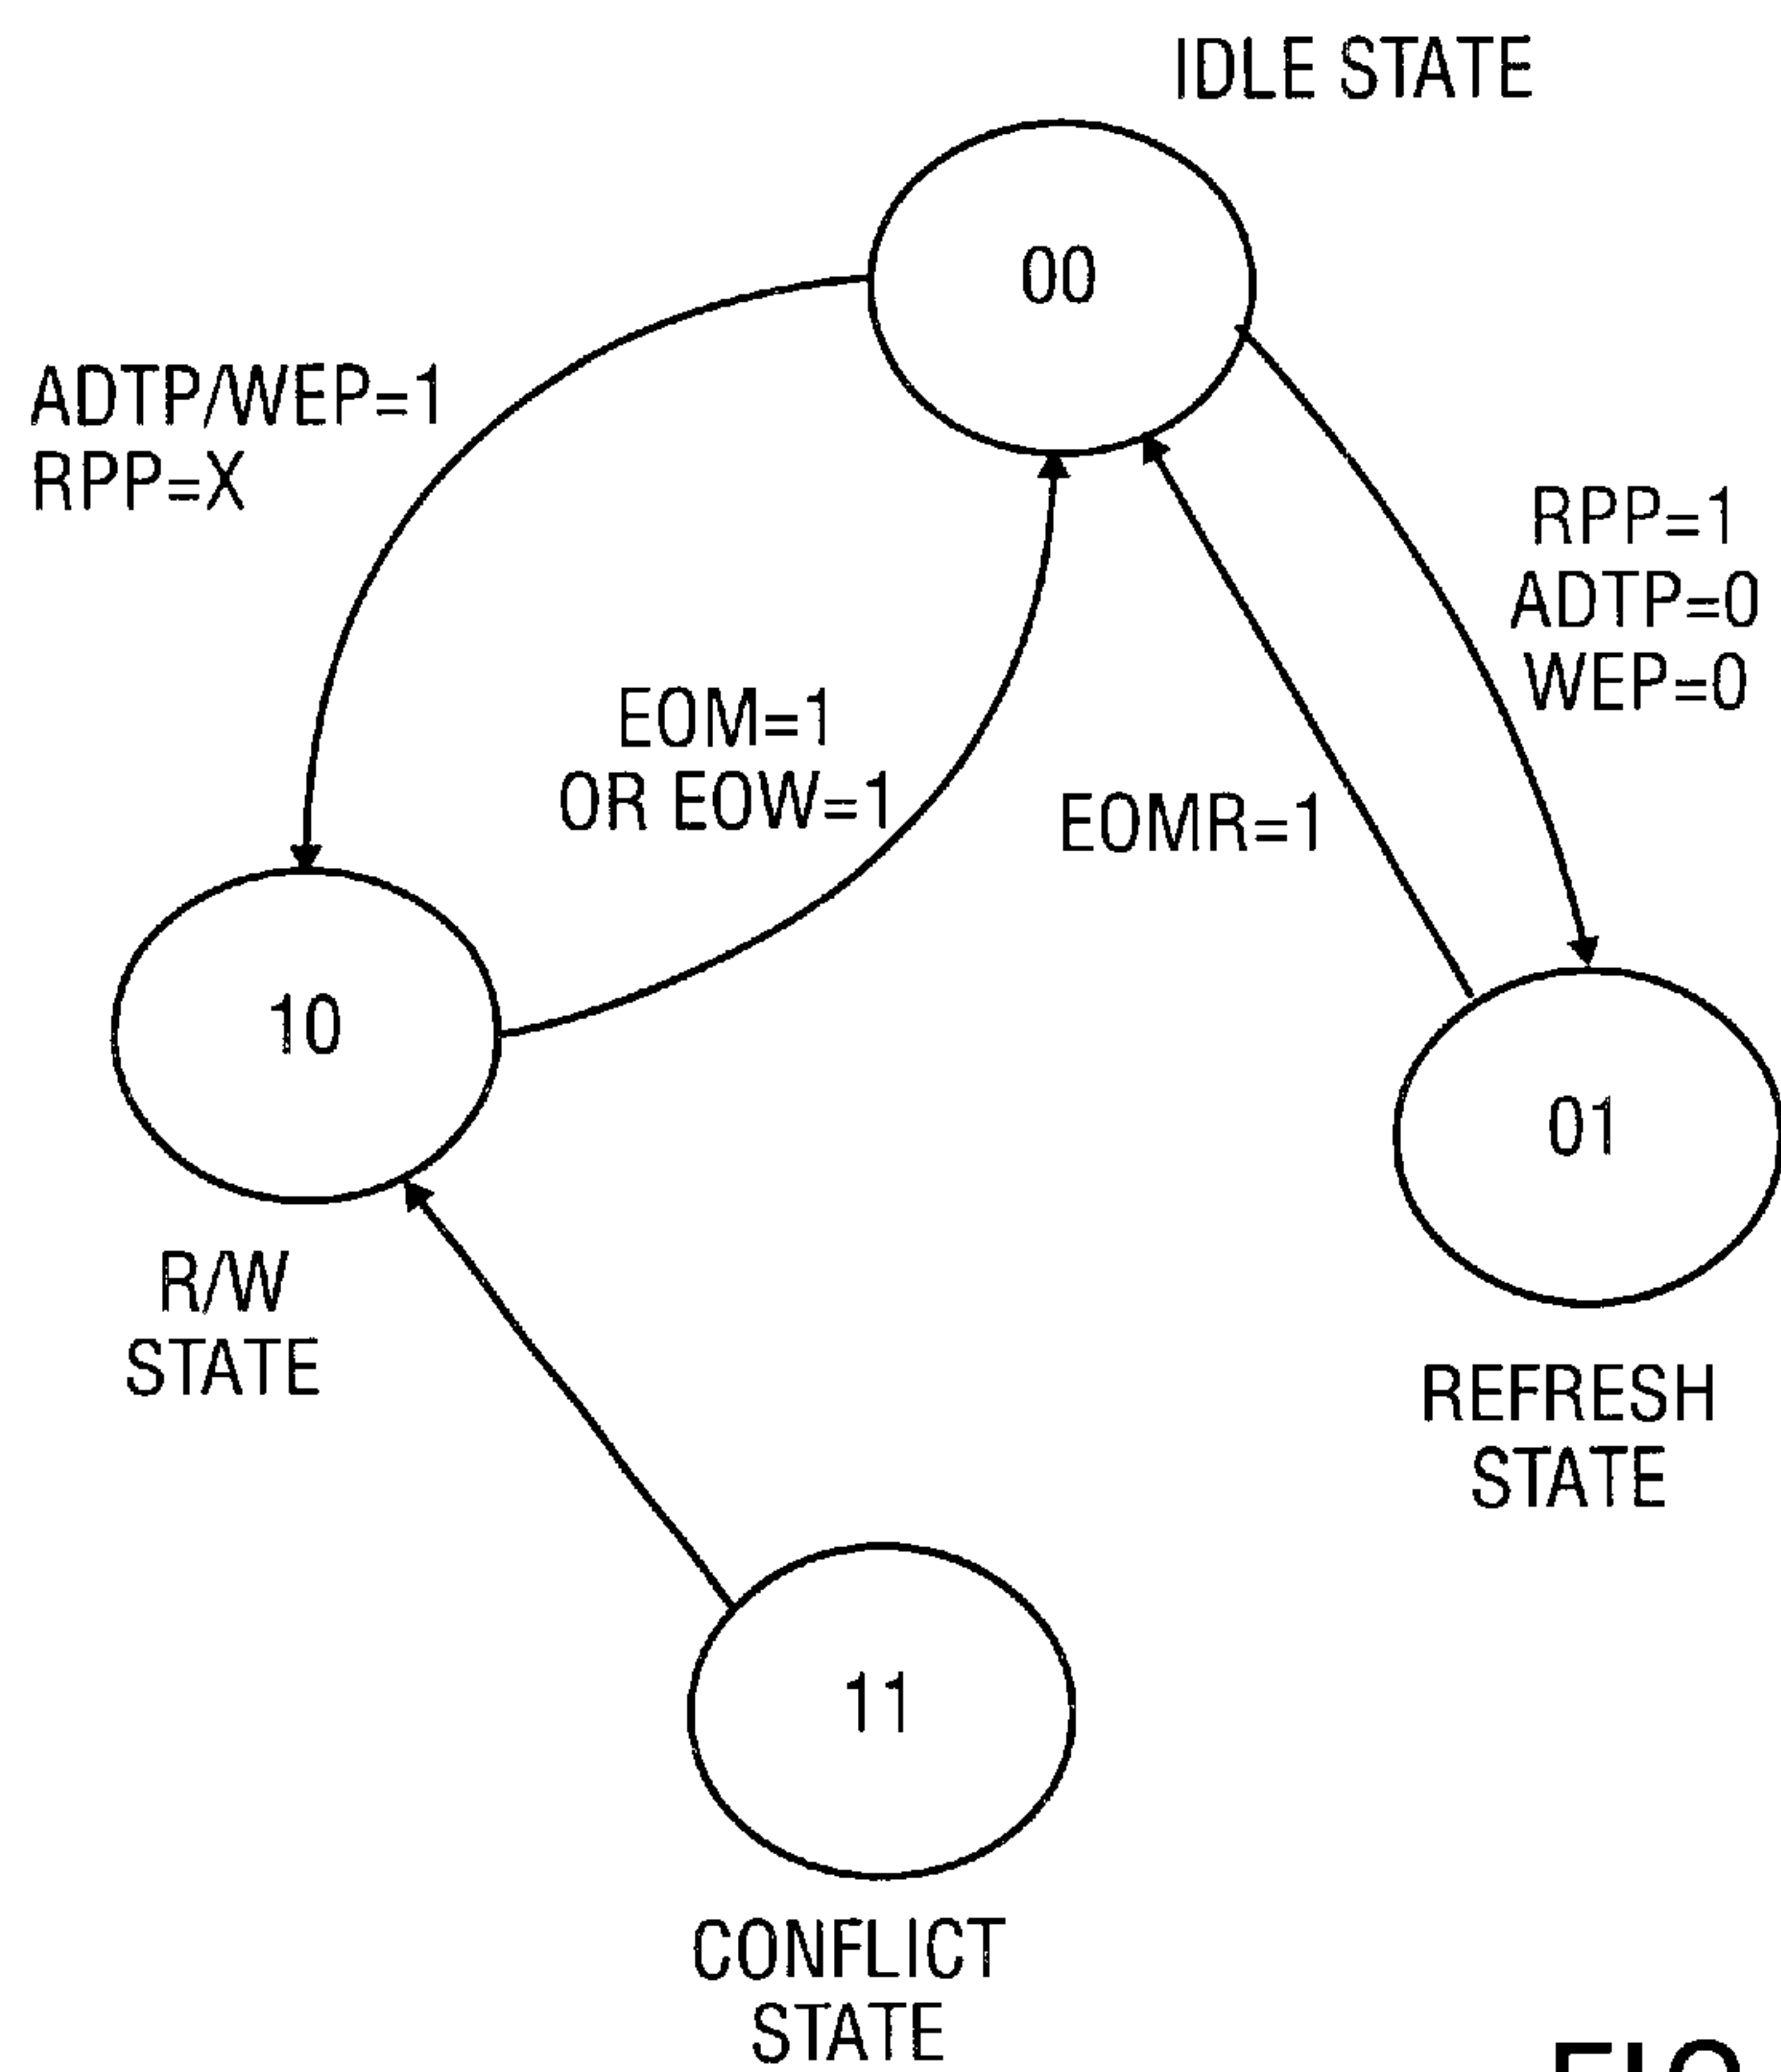 IDLE STATE
00
ADTP/WEP=1
RPP=X
RPP=1
ADTP=0
WEP=0
EOM=1
OR EOW=1
EOMR=1
10
01
R/W
STATE
REFRESH
STATE
11
CONFLICT
STATE